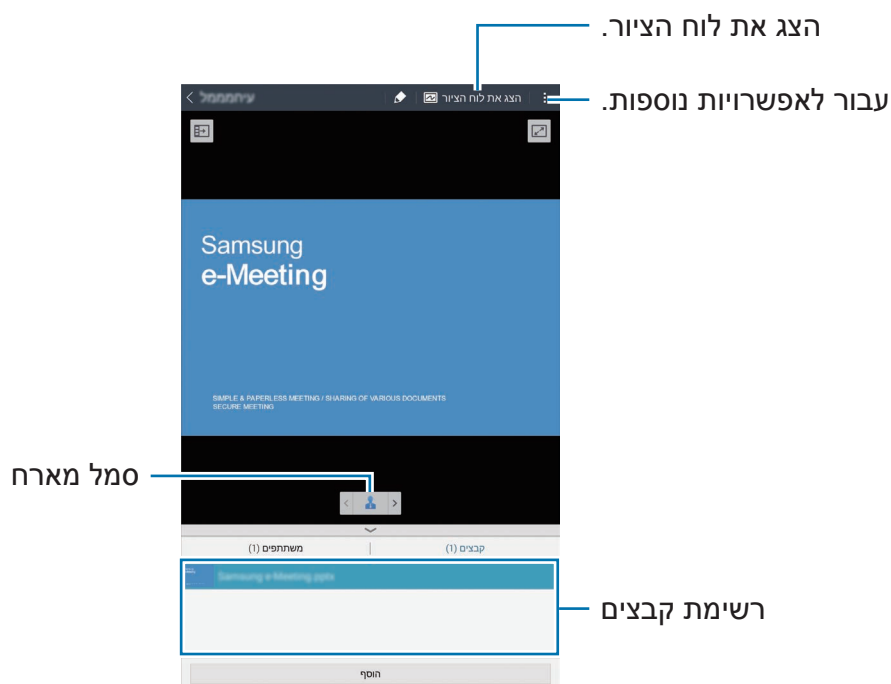 הצג את לוח הציור.
הצג את לוח הציור
עבור לאפשרויות נוספות.
Samsung
e-Meeting
SIMPLE & PAPERLESS MEETING / SHARING OF VARIOUS DOCUMENTS
SECURE MEETING
סמל מארח
קבצים (1)
משתתפים (1)
Samsung e-Meeting.pptx
רשימת קבצים
הוסף